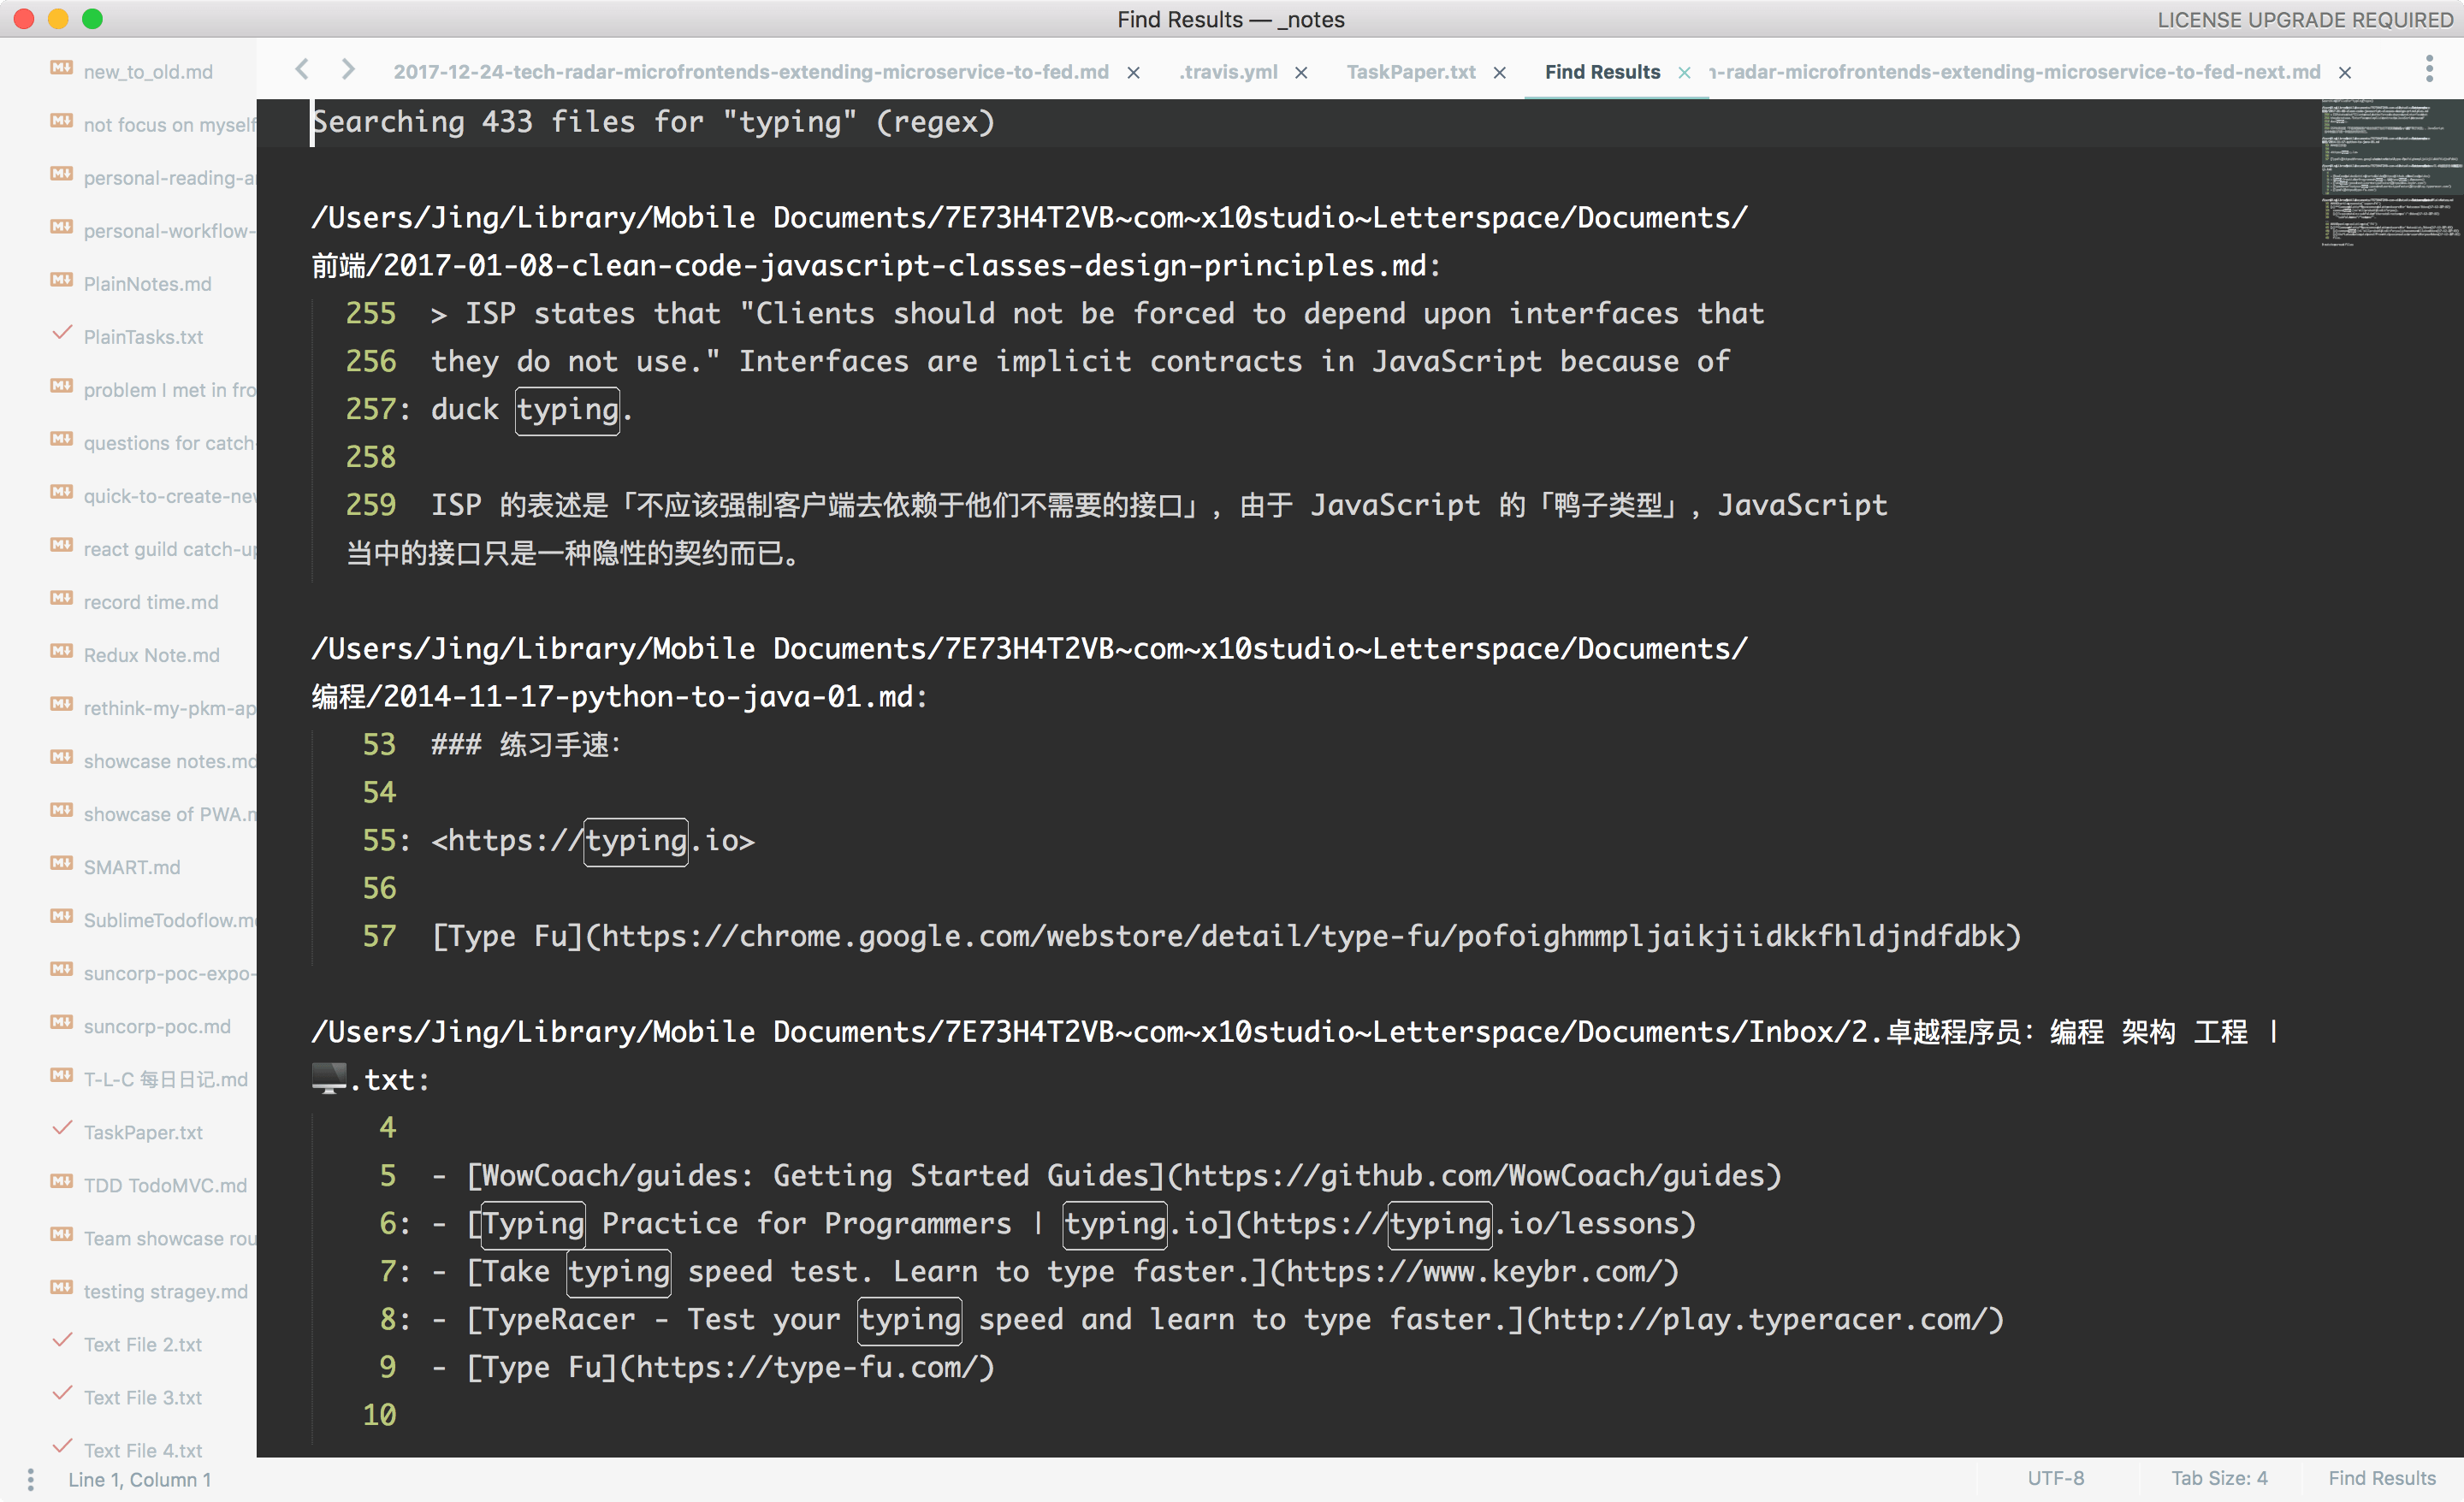 Find Results — _notes
LICENSE UPGRADE REQUIRED
new_to_old.md
not focus on myself
personal-reading-a
personal-workflow-
PlainNotes.md
PlainTasks.txt
problem I met in fro
questions for catch-
quick-to-create-nev
react guild catch-up
record time.md
Redux Note.md
rethink-my-pkm-ap
showcase notes.md
showcase of PWA.n
SMART.md
SublimeTodoflow.m
suncorp-poc-expo-
suncorp-poc.md
T-L-C 每日日记.md
TaskPaper.txt
TDD TodoMVC.md
Team showcase rou
testing stragey.md
Text File 2.txt
Text File 3.txt
Text File 4.txt
2017-12-24-tech-radar-microfrontends-extending-microservice-to-fed.md
.travis.yml
TaskPaper.txt
Find Results
-radar-microfrontends-extending-microservice-to-fed-next.md
Searching 433 files for "typing" (regex)
/Users/Jing/Library/Mobile Documents/7E73H4T2VB~com~x10studio~Letterspace/Documents/
前端/2017-01-08-clean-code-javascript-classes-design-principles.md:
255 > ISP states that "Clients should not be forced to depend upon interfaces that
256 they do not use." Interfaces are implicit contracts in JavaScript because of
257: duck typing.
258
259 ISP 的表述是「不应该强制客户端去依赖于他们不需要的接口」，由于 JavaScript 的「鸭子类型」，JavaScript
当中的接口只是一种隐性的契约而已。
/Users/Jing/Library/Mobile Documents/7E73H4T2VB~com~x10studio~Letterspace/Documents/
编程/2014-11-17-python-to-java-01.md:
53 ### 练习手速：
54
55: <https://typing.io>
56
57 [Type Fu](https://chrome.google.com/webstore/detail/type-fu/pofoighmmpljaikjiidkkfhldjndfdbk)
/Users/Jing/Library/Mobile Documents/7E73H4T2VB~com~x10studio~Letterspace/Documents/Inbox/2.卓越程序员：编程 架构 工程 |
🖥.txt:
4
5 - [WowCoach/guides: Getting Started Guides](https://github.com/WowCoach/guides)
6: - [Typing Practice for Programmers | typing.io](https://typing.io/lessons)
7: - [Take typing speed test. Learn to type faster.](https://www.keybr.com/)
8: - [TypeRacer - Test your typing speed and learn to type faster.](http://play.typeracer.com/)
9 - [Type Fu](https://type-fu.com/)
10
Line 1, Column 1
UTF-8
Tab Size: 4
Find Results